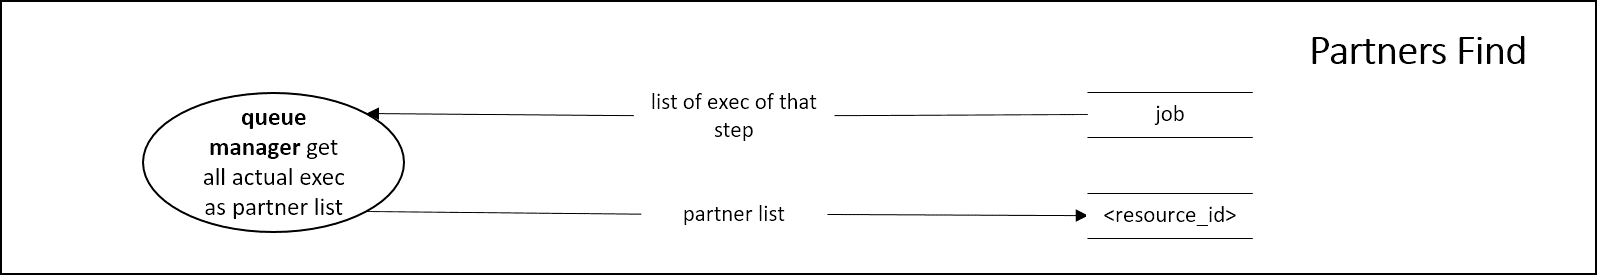 Partners Find
queue
manager get
all actual exec
as partner list
list of exec of that
step
job
partner list
<resource_id>